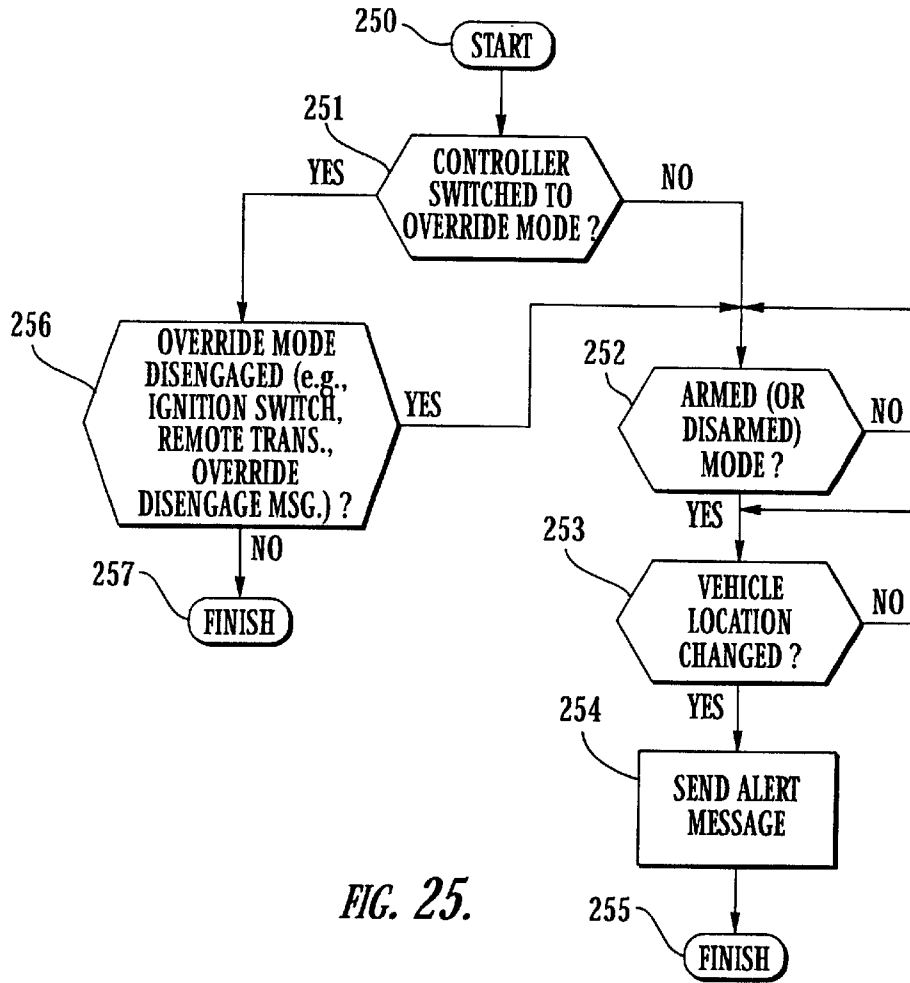 250
START
251
CONTROLLER
SWITCHED TO
OVERRIDE MODE ?
YES
NO
256
OVERRIDE MODE
DISENGAGED (e.g.,
IGNITION SWITCH,
REMOTE TRANS.,
OVERRIDE
DISENGAGE MSG.) ?
YES
NO
257
FINISH
252
ARMED (OR
DISARMED)
MODE ?
NO
YES
253
VEHICLE
LOCATION
CHANGED ?
NO
YES
254
SEND ALERT
MESSAGE
255
FINISH
FIG. 25.